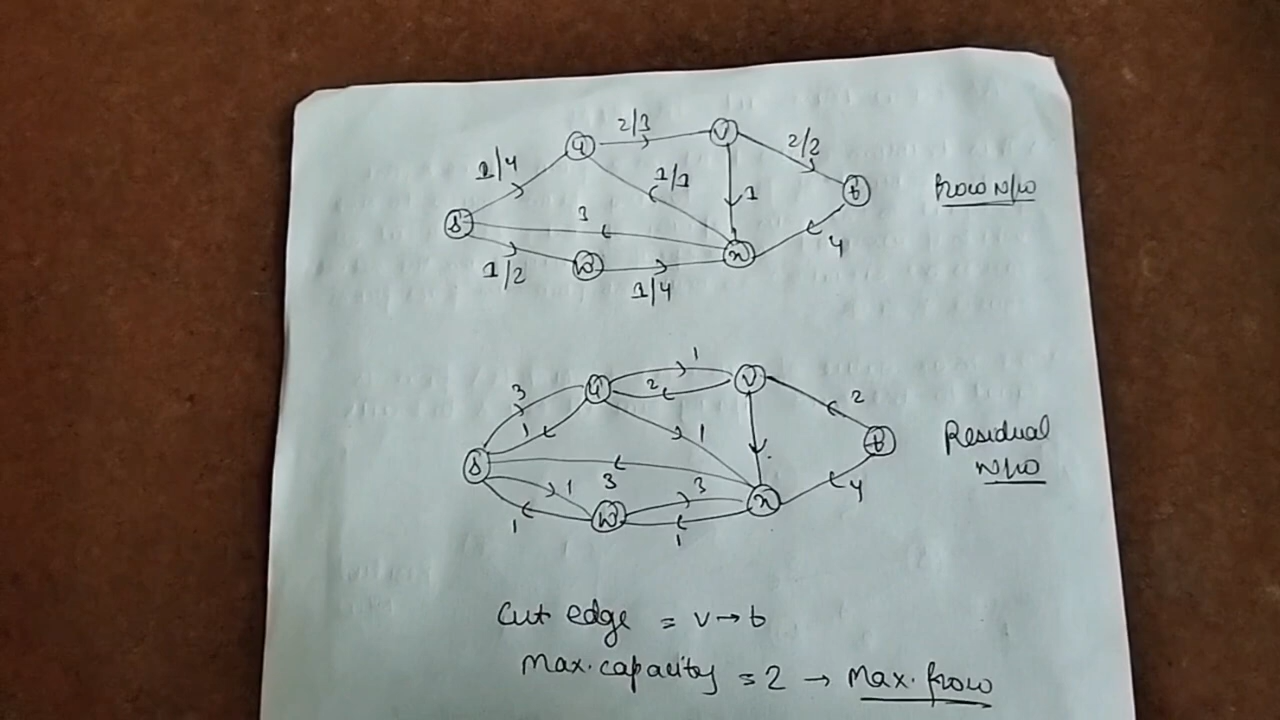 2/3
u
v
2/2
1/4
1/1
t
Flow N/w
s
3
1
x
4
1/2
w
1/4
1
3
u
2
v
2
1
1
t
Residual
N/w
s
3
1
3
4
1
w
x
1
Cut edge = v → t
Max. capacity = 2 → Max. flow